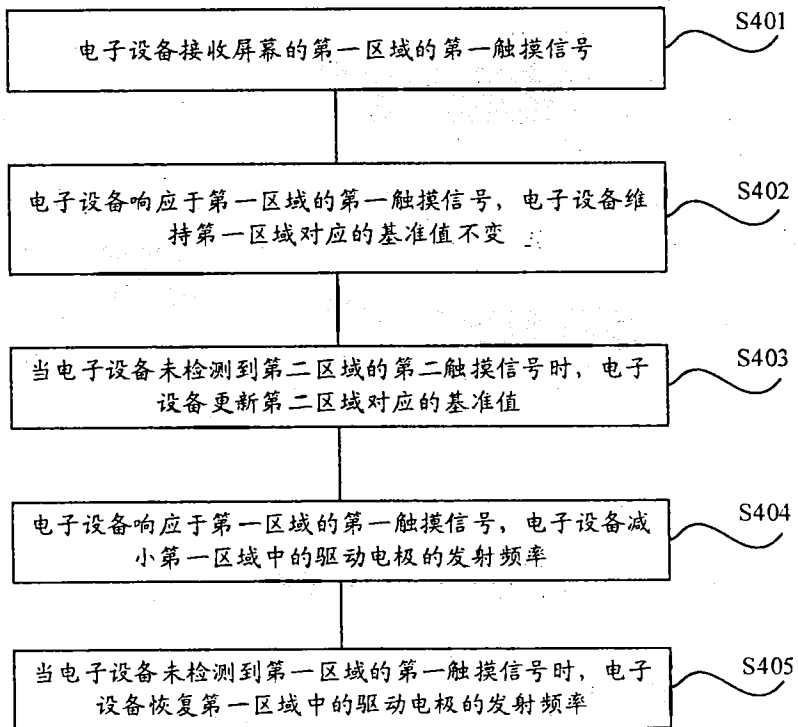 电子设备接收屏幕的第一区域的第一触摸信号
S401
电子设备响应于第一区域的第一触摸信号，电子设备维
持第一区域对应的基准值不变
S402
当电子设备未检测到第二区域的第二触摸信号时，电子
设备更新第二区域对应的基准值
S403
电子设备响应于第一区域的第一触摸信号，电子设备减
小第一区域中的驱动电极的发射频率
S404
当电子设备未检测到第一区域的第一触摸信号时，电子
设备恢复第一区域中的驱动电极的发射频率
S405